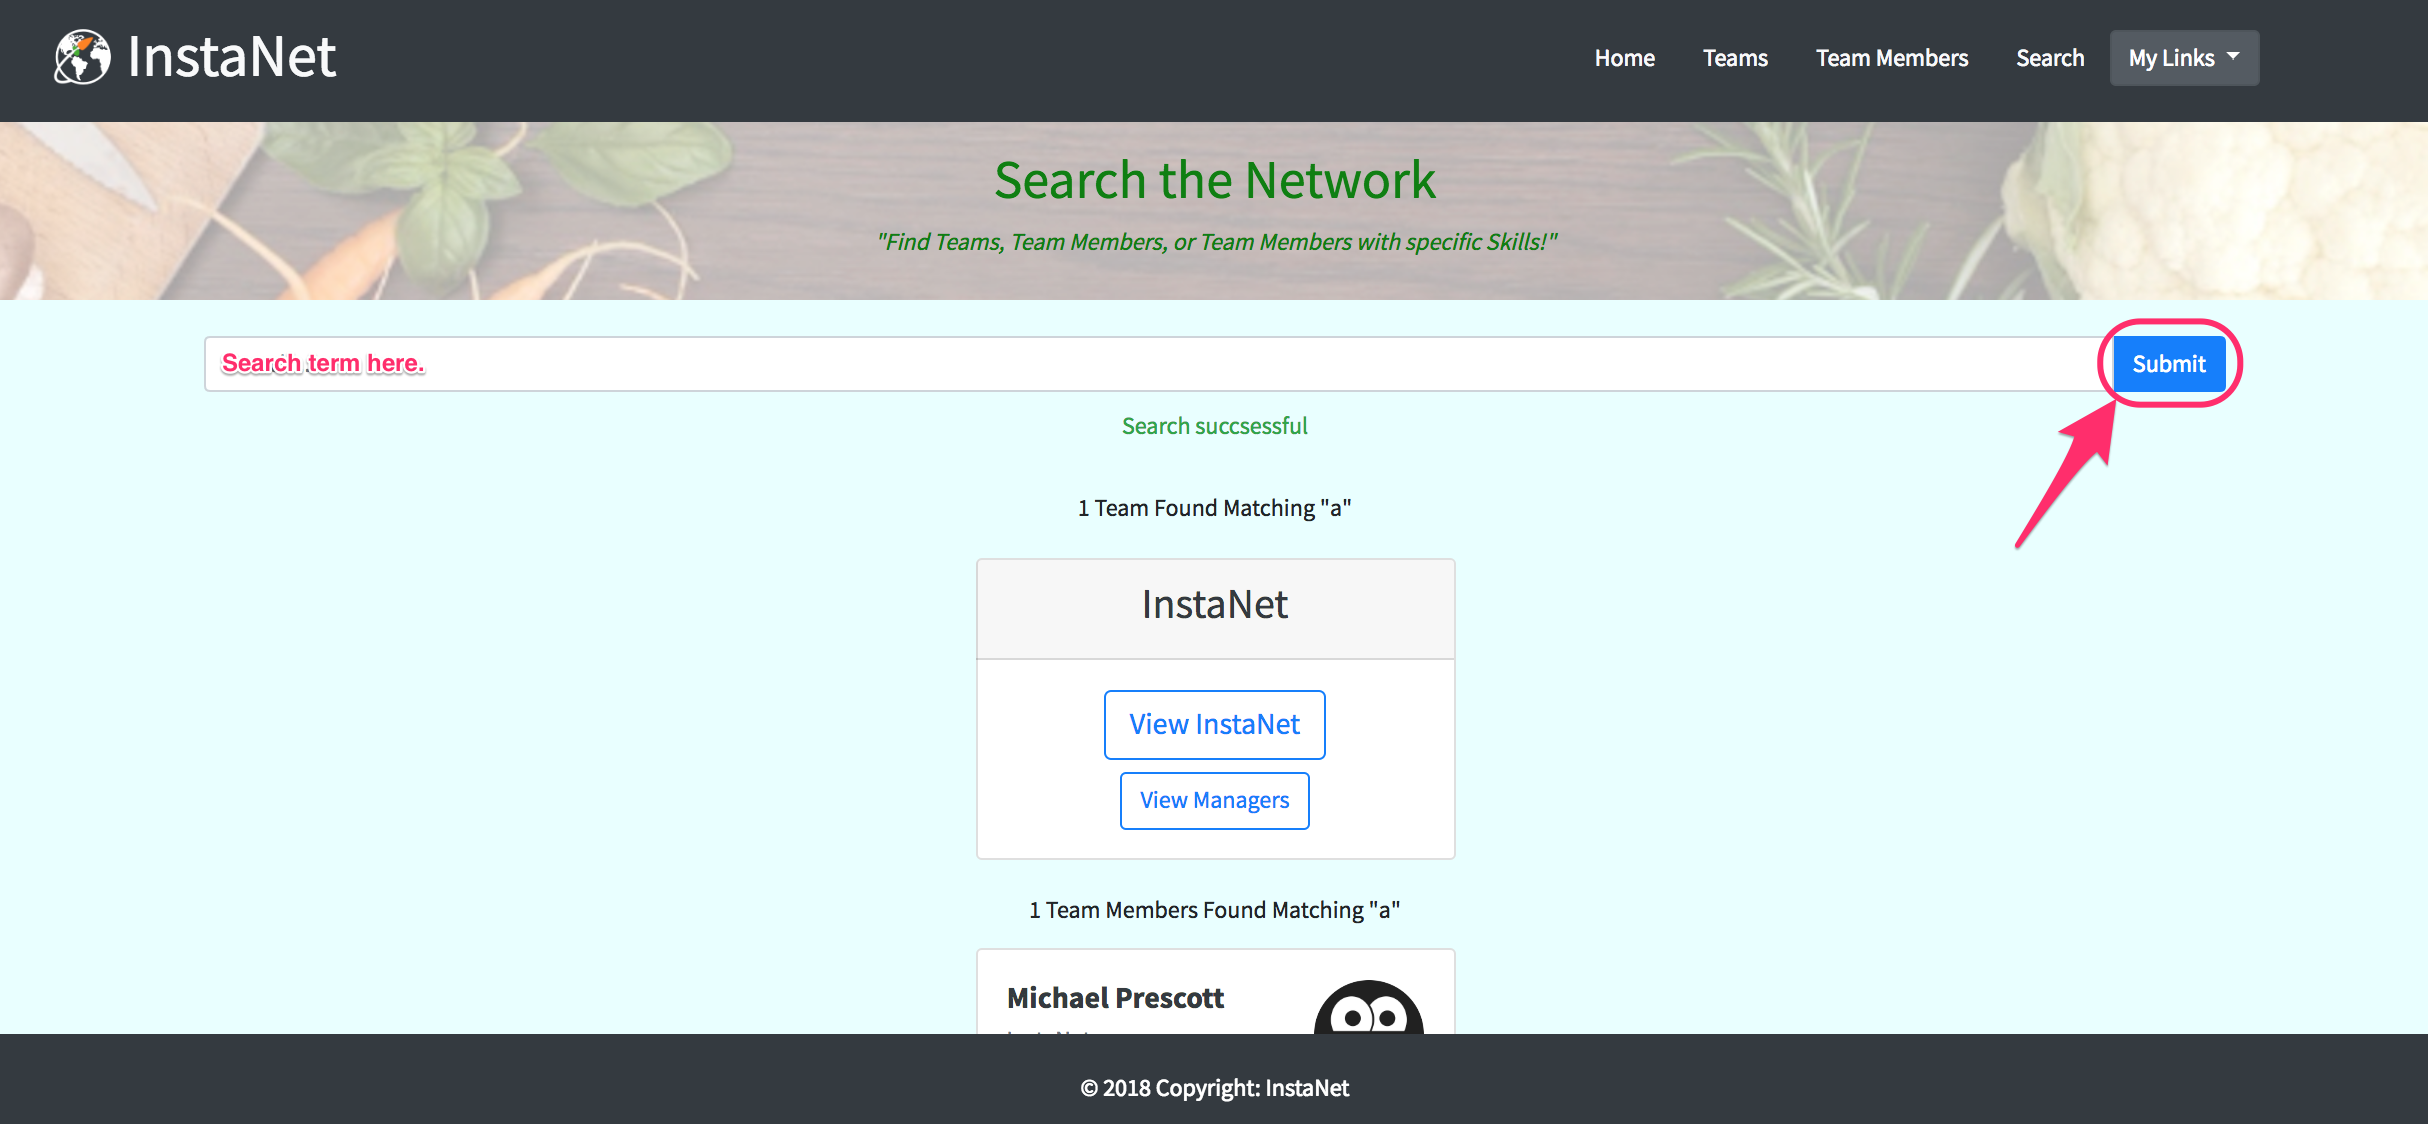 InstaNet
Home
Teams
Team Members
Search
My Links
Search the Network
"Find Teams, Team Members, or Team Members with specific Skills!"
Search term here.
Submit
Search succsessful
1 Team Found Matching "a"
InstaNet
View InstaNet
View Managers
1 Team Members Found Matching "a"
Michael Prescott
© 2018 Copyright: InstaNet